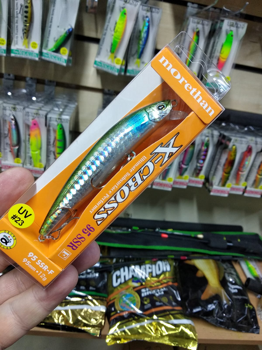 morethan
X-CROSS
95 SSR
UV
#23
95 SSR-F
CHAMPION